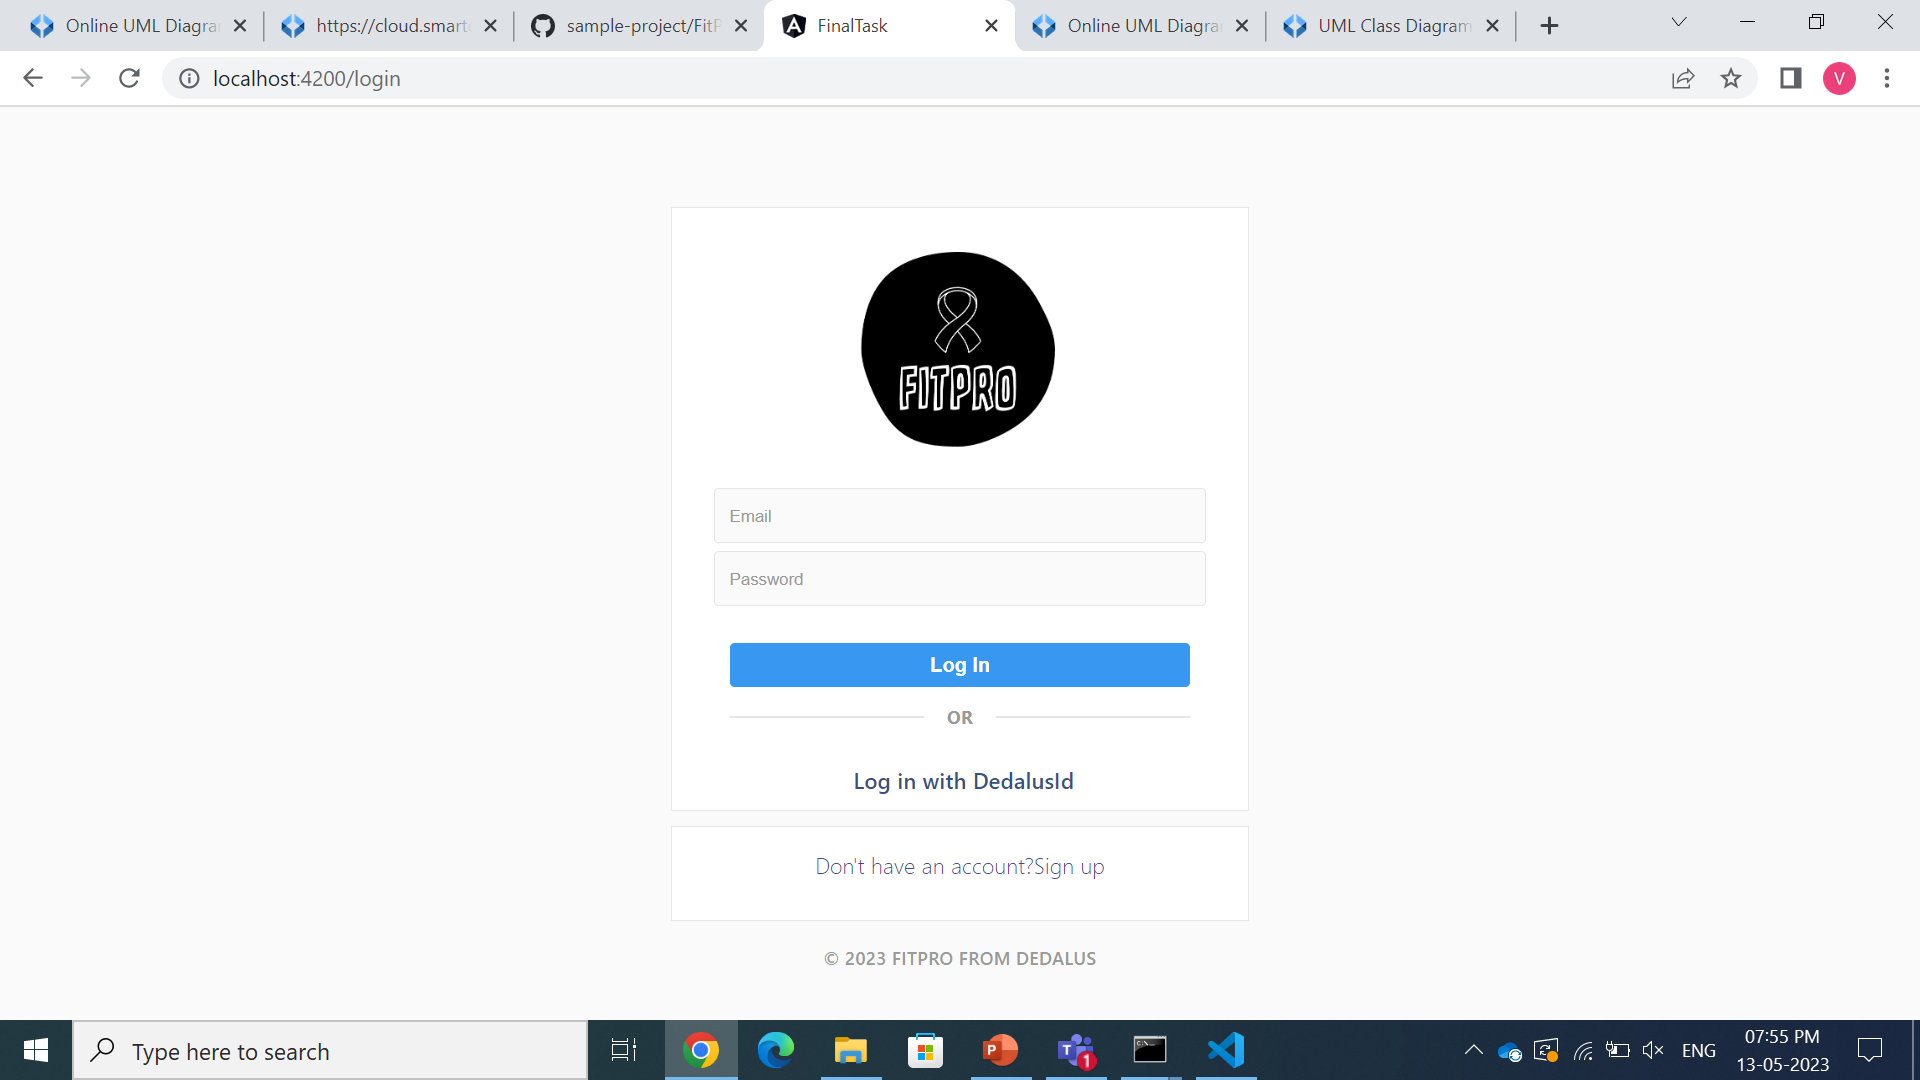 Online UML Diagra
https://cloud.smart
sample-project/FitP
FinalTask
Online UML Diagra
UML Class Diagram
localhost:4200/login
V
FITPRO
Email
Password
Log In
OR
Log in with DedalusId
Don't have an account?Sign up
© 2023 FITPRO FROM DEDALUS
Type here to search
1
ENG
07:55 PM
13-05-2023